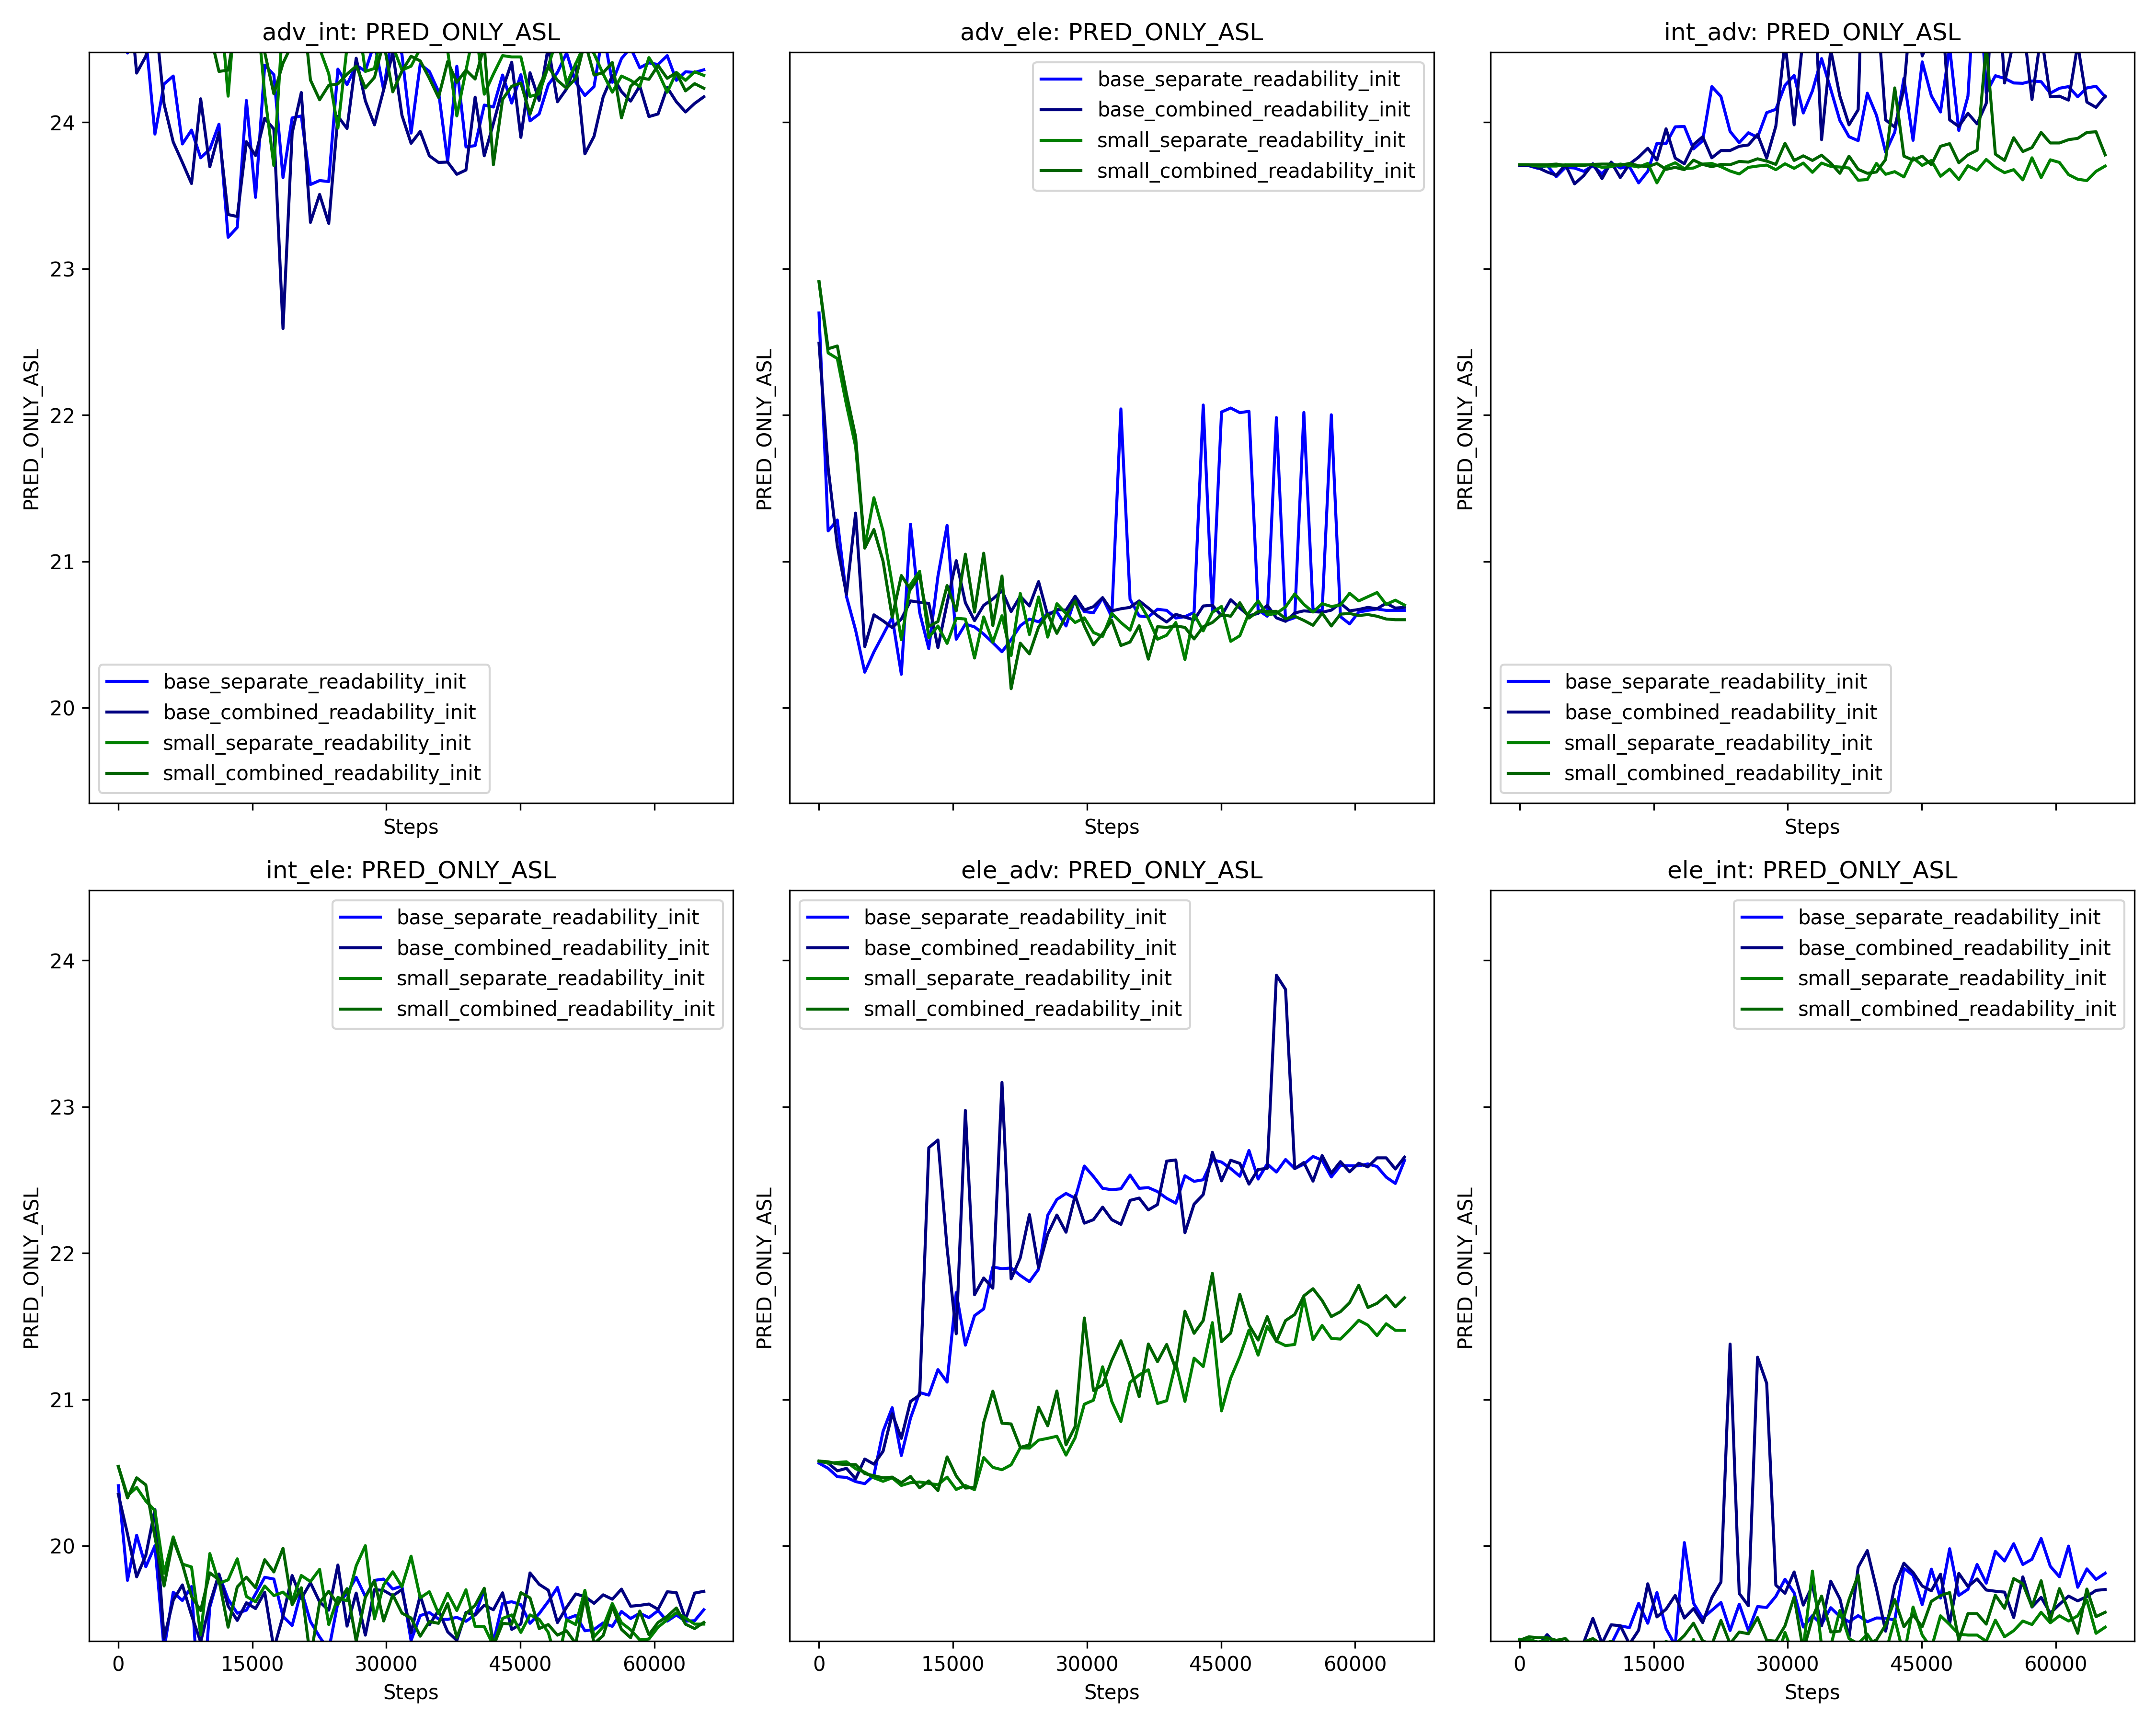 adv_int: PRED_ONLY_ASL
adv_ele: PRED_ONLY_ASL
int_adv: PRED_ONLY_ASL
PRED_ONLY_ASL
24
23
22
21
20
base_separate_readability_init
base_combined_readability_init
small_separate_readability_init
small_combined_readability_init
Steps
PRED_ONLY_ASL
base_separate_readability_init
base_combined_readability_init
small_separate_readability_init
small_combined_readability_init
Steps
PRED_ONLY_ASL
base_separate_readability_init
base_combined_readability_init
small_separate_readability_init
small_combined_readability_init
Steps
int_ele: PRED_ONLY_ASL
ele_adv: PRED_ONLY_ASL
ele_int: PRED_ONLY_ASL
PRED_ONLY_ASL
24
23
22
21
20
base_separate_readability_init
base_combined_readability_init
small_separate_readability_init
small_combined_readability_init
0 15000 30000 45000 60000
Steps
PRED_ONLY_ASL
base_separate_readability_init
base_combined_readability_init
small_separate_readability_init
small_combined_readability_init
0 15000 30000 45000 60000
Steps
PRED_ONLY_ASL
base_separate_readability_init
base_combined_readability_init
small_separate_readability_init
small_combined_readability_init
0 15000 30000 45000 60000
Steps